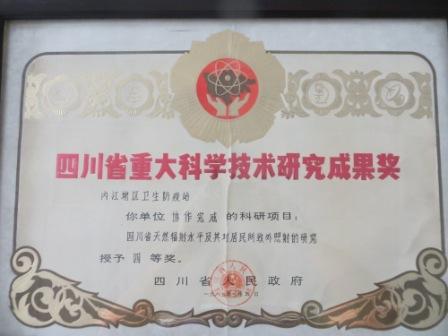 四川省重大科学技术研究成果奖
内江地区卫生防疫站
你单位 协作完成 的科研项目：
四川省天然辐射水平及其对居民所致外照射的研究
授予 四 等奖。
四川省人民政府